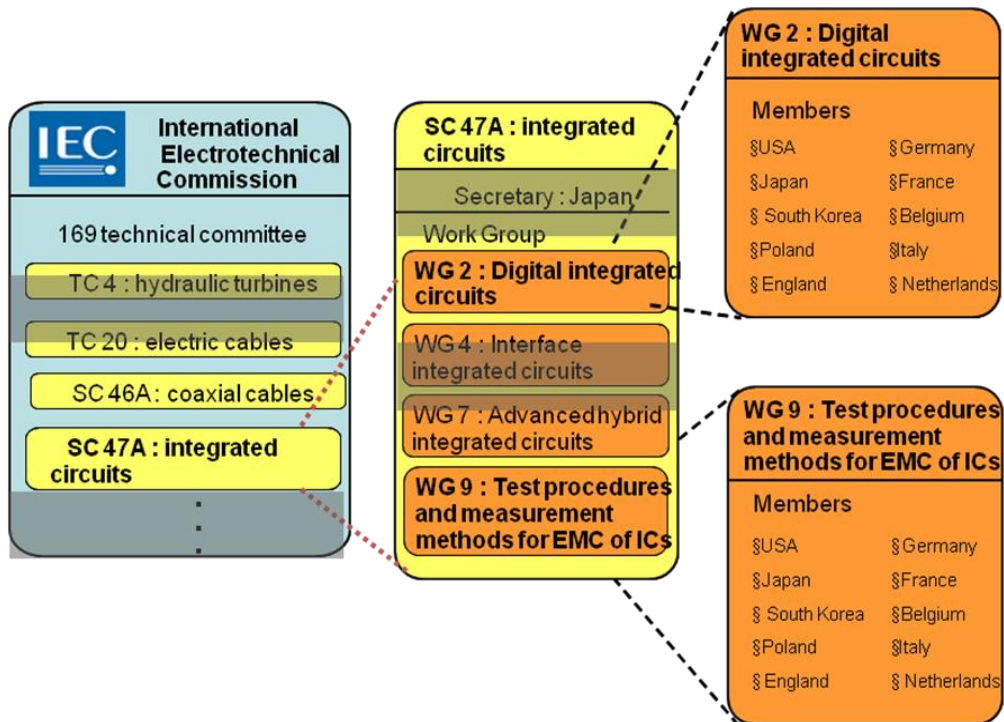 IEC
International
Electrotechnical
Commission
169 technical committee
TC 4 : hydraulic turbines
TC 20 : electric cables
SC 46A : coaxial cables
SC 47A : integrated
circuits
.
.
.
SC 47A : integrated
circuits
Secretary : Japan
Work Group
WG 2 : Digital integrated
circuits
WG 4 : Interface
integrated circuits
WG 7 : Advanced hybrid
integrated circuits
WG 9 : Test procedures
and measurement
methods for EMC of ICs
WG 2 : Digital
integrated circuits
Members
§USA §Germany
§Japan §France
§ South Korea §Belgium
§Poland §Italy
§ England § Netherlands
WG 9 : Test procedures
and measurement
methods for EMC of ICs
Members
§USA §Germany
§Japan §France
§ South Korea §Belgium
§Poland §Italy
§ England § Netherlands